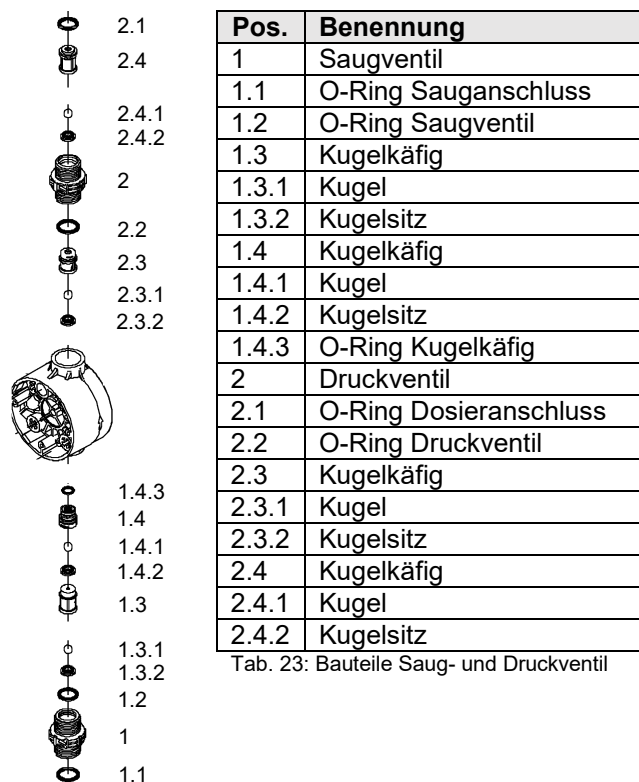 2.1
2.4
2.4.1
2.4.2
2
2.2
2.3
2.3.1
2.3.2
1.4.3
1.4
1.4.1
1.4.2
1.3
1.3.1
1.3.2
1.2
1
1.1
Pos. Benennung
1 Saugventil
1.1 O-Ring Sauganschluss
1.2 O-Ring Saugventil
1.3 Kugelkäfig
1.3.1 Kugel
1.3.2 Kugelsitz
1.4 Kugelkäfig
1.4.1 Kugel
1.4.2 Kugelsitz
1.4.3 O-Ring Kugelkäfig
2 Druckventil
2.1 O-Ring Dosieranschluss
2.2 O-Ring Druckventil
2.3 Kugelkäfig
2.3.1 Kugel
2.3.2 Kugelsitz
2.4 Kugelkäfig
2.4.1 Kugel
2.4.2 Kugelsitz
Tab. 23: Bauteile Saug- und Druckventil